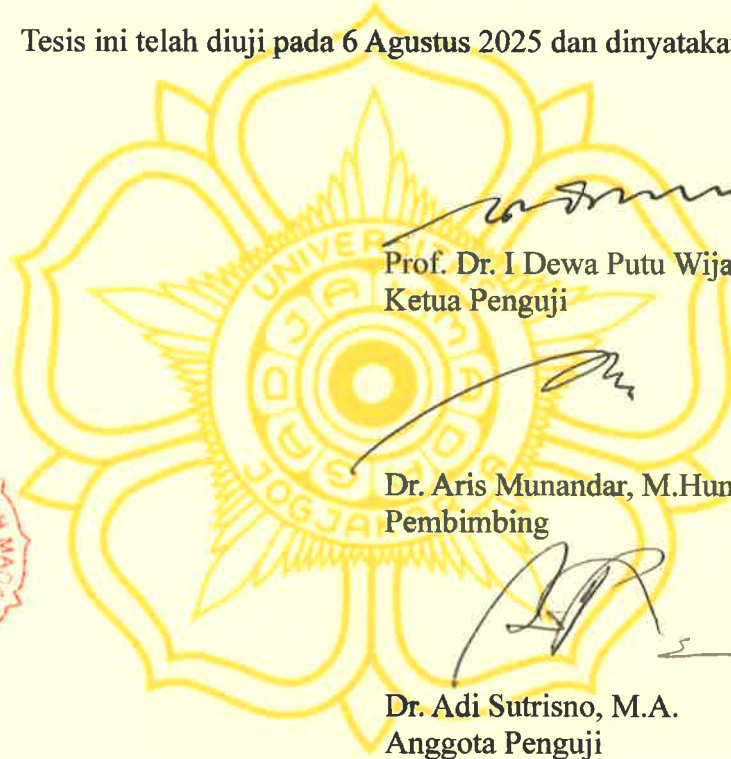 Tesis ini telah diuji pada 6 Agustus 2025 dan dinyataka
Prof. Dr. I Dewa Putu Wija
Ketua Penguji
Dr. Aris Munandar, M.Hum
Pembimbing
Dr. Adi Sutrisno, M.A.
Anggota Penguji